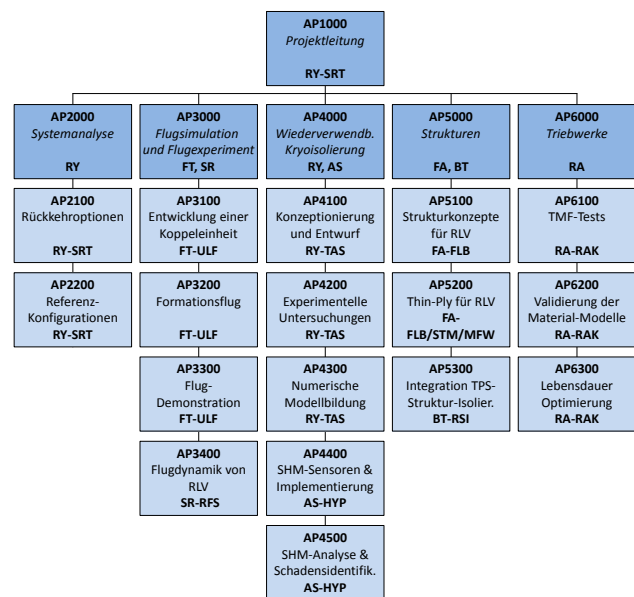 AP1000
Projektleitung
RY-SRT
AP2000
Systemanalyse
RY
AP2100
Rückkehroptionen
RY-SRT
AP2200
Referenz-
Konfigurationen
RY-SRT
AP3000
Flugsimulation
und Flugexperiment
FT, SR
AP3100
Entwicklung einer
Koppeleinheit
FT-ULF
AP3200
Formationsflug
FT-ULF
AP3300
Flug-
Demonstration
FT-ULF
AP3400
Flugdynamik von
RLV
SR-RFS
AP4000
Wiederverwendb.
Kryoisolierung
RY, AS
AP4100
Konzeptionierung
und Entwurf
RY-TAS
AP4200
Experimentelle
Untersuchungen
RY-TAS
AP4300
Numerische
Modellbildung
RY-TAS
AP4400
SHM-Sensoren &
Implementierung
AS-HYP
AP4500
SHM-Analyse &
Schadensidentifik.
AS-HYP
AP5000
Strukturen
FA, BT
AP5100
Strukturkonzepte
für RLV
FA-FLB
AP5200
Thin-Ply für RLV
FA-
FLB/STM/MFW
AP5300
Integration TPS-
Struktur-Isolier.
BT-RSI
AP6000
Triebwerke
RA
AP6100
TMF-Tests
RA-RAK
AP6200
Validierung der
Material-Modelle
RA-RAK
AP6300
Lebensdauer
Optimierung
RA-RAK